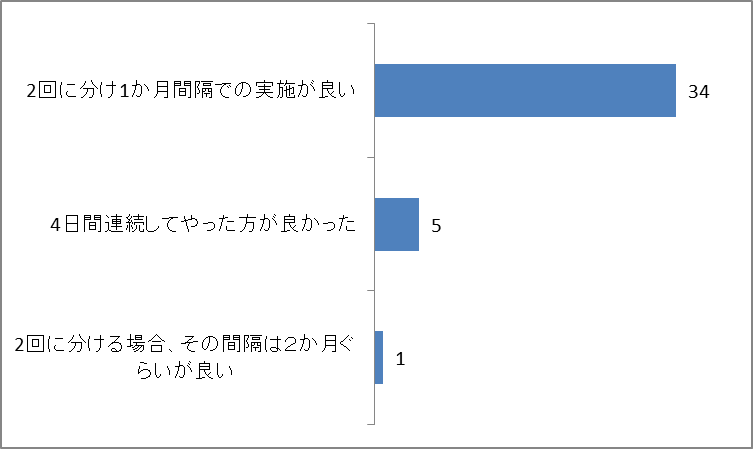 2回に分け1か月間隔での実施が良い
34
4日間連続してやった方が良かった
5
2回に分ける場合、その間隔は２か月ぐ
らいが良い
1